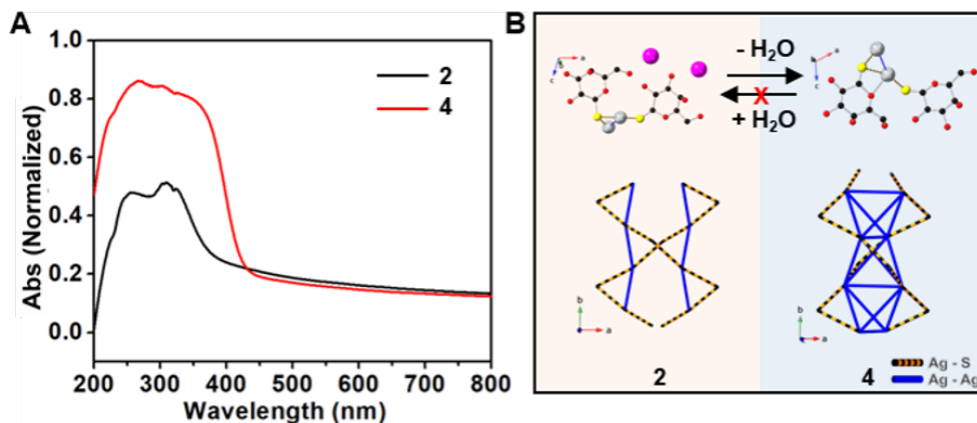 A
Abs (Normalized)
1.0
0.8
0.6
0.4
0.2
0.0
2
4
200 300 400 500 600 700 800
Wavelength (nm)
B
a
b
c
- H₂O
X
+ H₂O
a
b
c
b
a
b
a
2
4
Ag - S
Ag - Ag